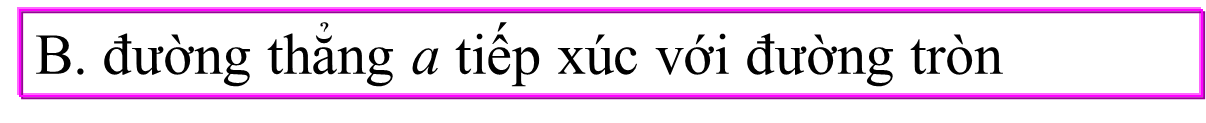 B. đường thẳng a tiếp xúc với đường tròn